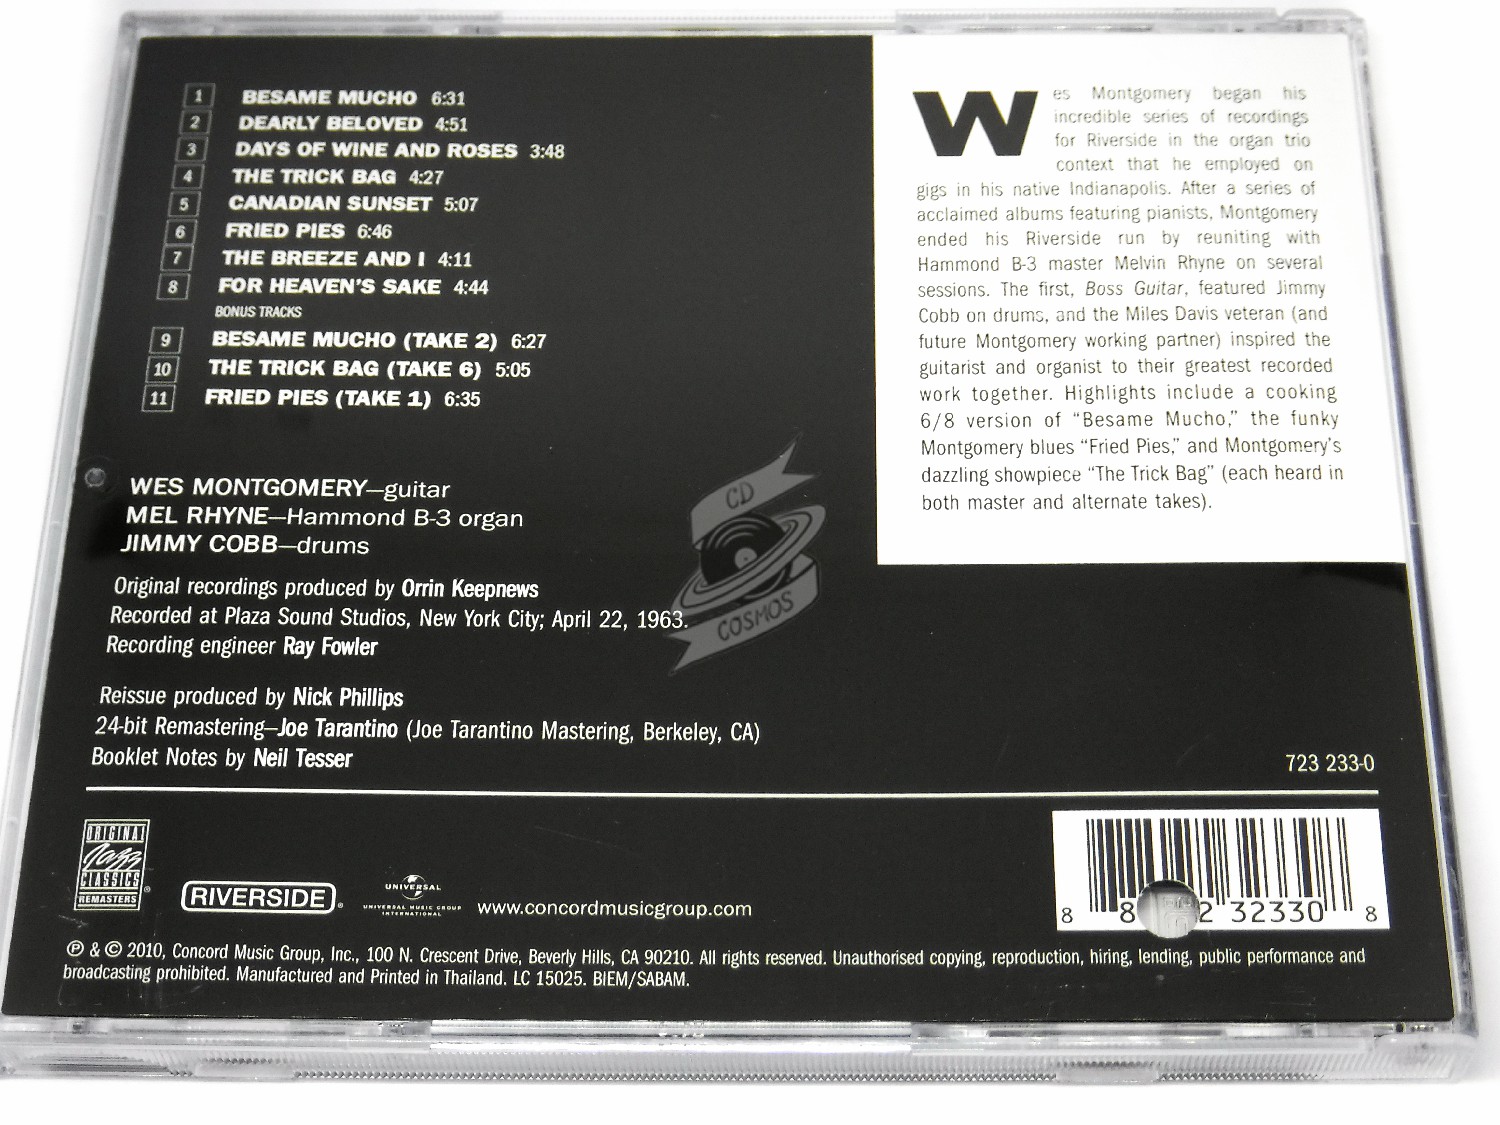 1 BESAME MUCHO 6:31
2 DEARLY BELOVED 4:51
3 DAYS OF WINE AND ROSES 3:48
4 THE TRICK BAG 4:27
5 CANADIAN SUNSET 5:07
6 FRIED PIES 6:46
7 THE BREEZE AND I 4:11
8 FOR HEAVEN'S SAKE 4:44
BONUS TRACKS
9 BESAME MUCHO (TAKE 2) 6:27
10 THE TRICK BAG (TAKE 6) 5:05
11 FRIED PIES (TAKE 1) 6:35
WES MONTGOMERY—guitar
MEL RHYNE—Hammond B-3 organ
JIMMY COBB—drums
Original recordings produced by Orrin Keepnews
Recorded at Plaza Sound Studios, New York City; April 22, 1963.
Recording engineer Ray Fowler
Reissue produced by Nick Phillips
24-bit Remastering—Joe Tarantino (Joe Tarantino Mastering, Berkeley, CA)
Booklet Notes by Neil Tesser
Wes Montgomery began his
incredible series of recordings
for Riverside in the organ trio
context that he employed on
gigs in his native Indianapolis. After a series of
acclaimed albums featuring pianists, Montgomery
ended his Riverside run by reuniting with
Hammond B-3 master Melvin Rhyne on several
sessions. The first, Boss Guitar, featured Jimmy
Cobb on drums, and the Miles Davis veteran (and
future Montgomery working partner) inspired the
guitarist and organist to their greatest recorded
work together. Highlights include a cooking
6/8 version of “Besame Mucho,” the funky
Montgomery blues “Fried Pies,” and Montgomery's
dazzling showpiece “The Trick Bag” (each heard in
both master and alternate takes).
CD
COSMOS
723 233-0
ORIGINAL
Jazz
CLASSICS
REMASTERS
RIVERSIDE
UNIVERSAL
UNIVERSAL MUSIC GROUP
INTERNATIONAL
www.concordmusicgroup.com
8 8 2 32330 8
℗ & © 2010, Concord Music Group, Inc., 100 N. Crescent Drive, Beverly Hills, CA 90210. All rights reserved. Unauthorised copying, reproduction, hiring, lending, public performance and
broadcasting prohibited. Manufactured and Printed in Thailand. LC 15025. BIEM/SABAM.